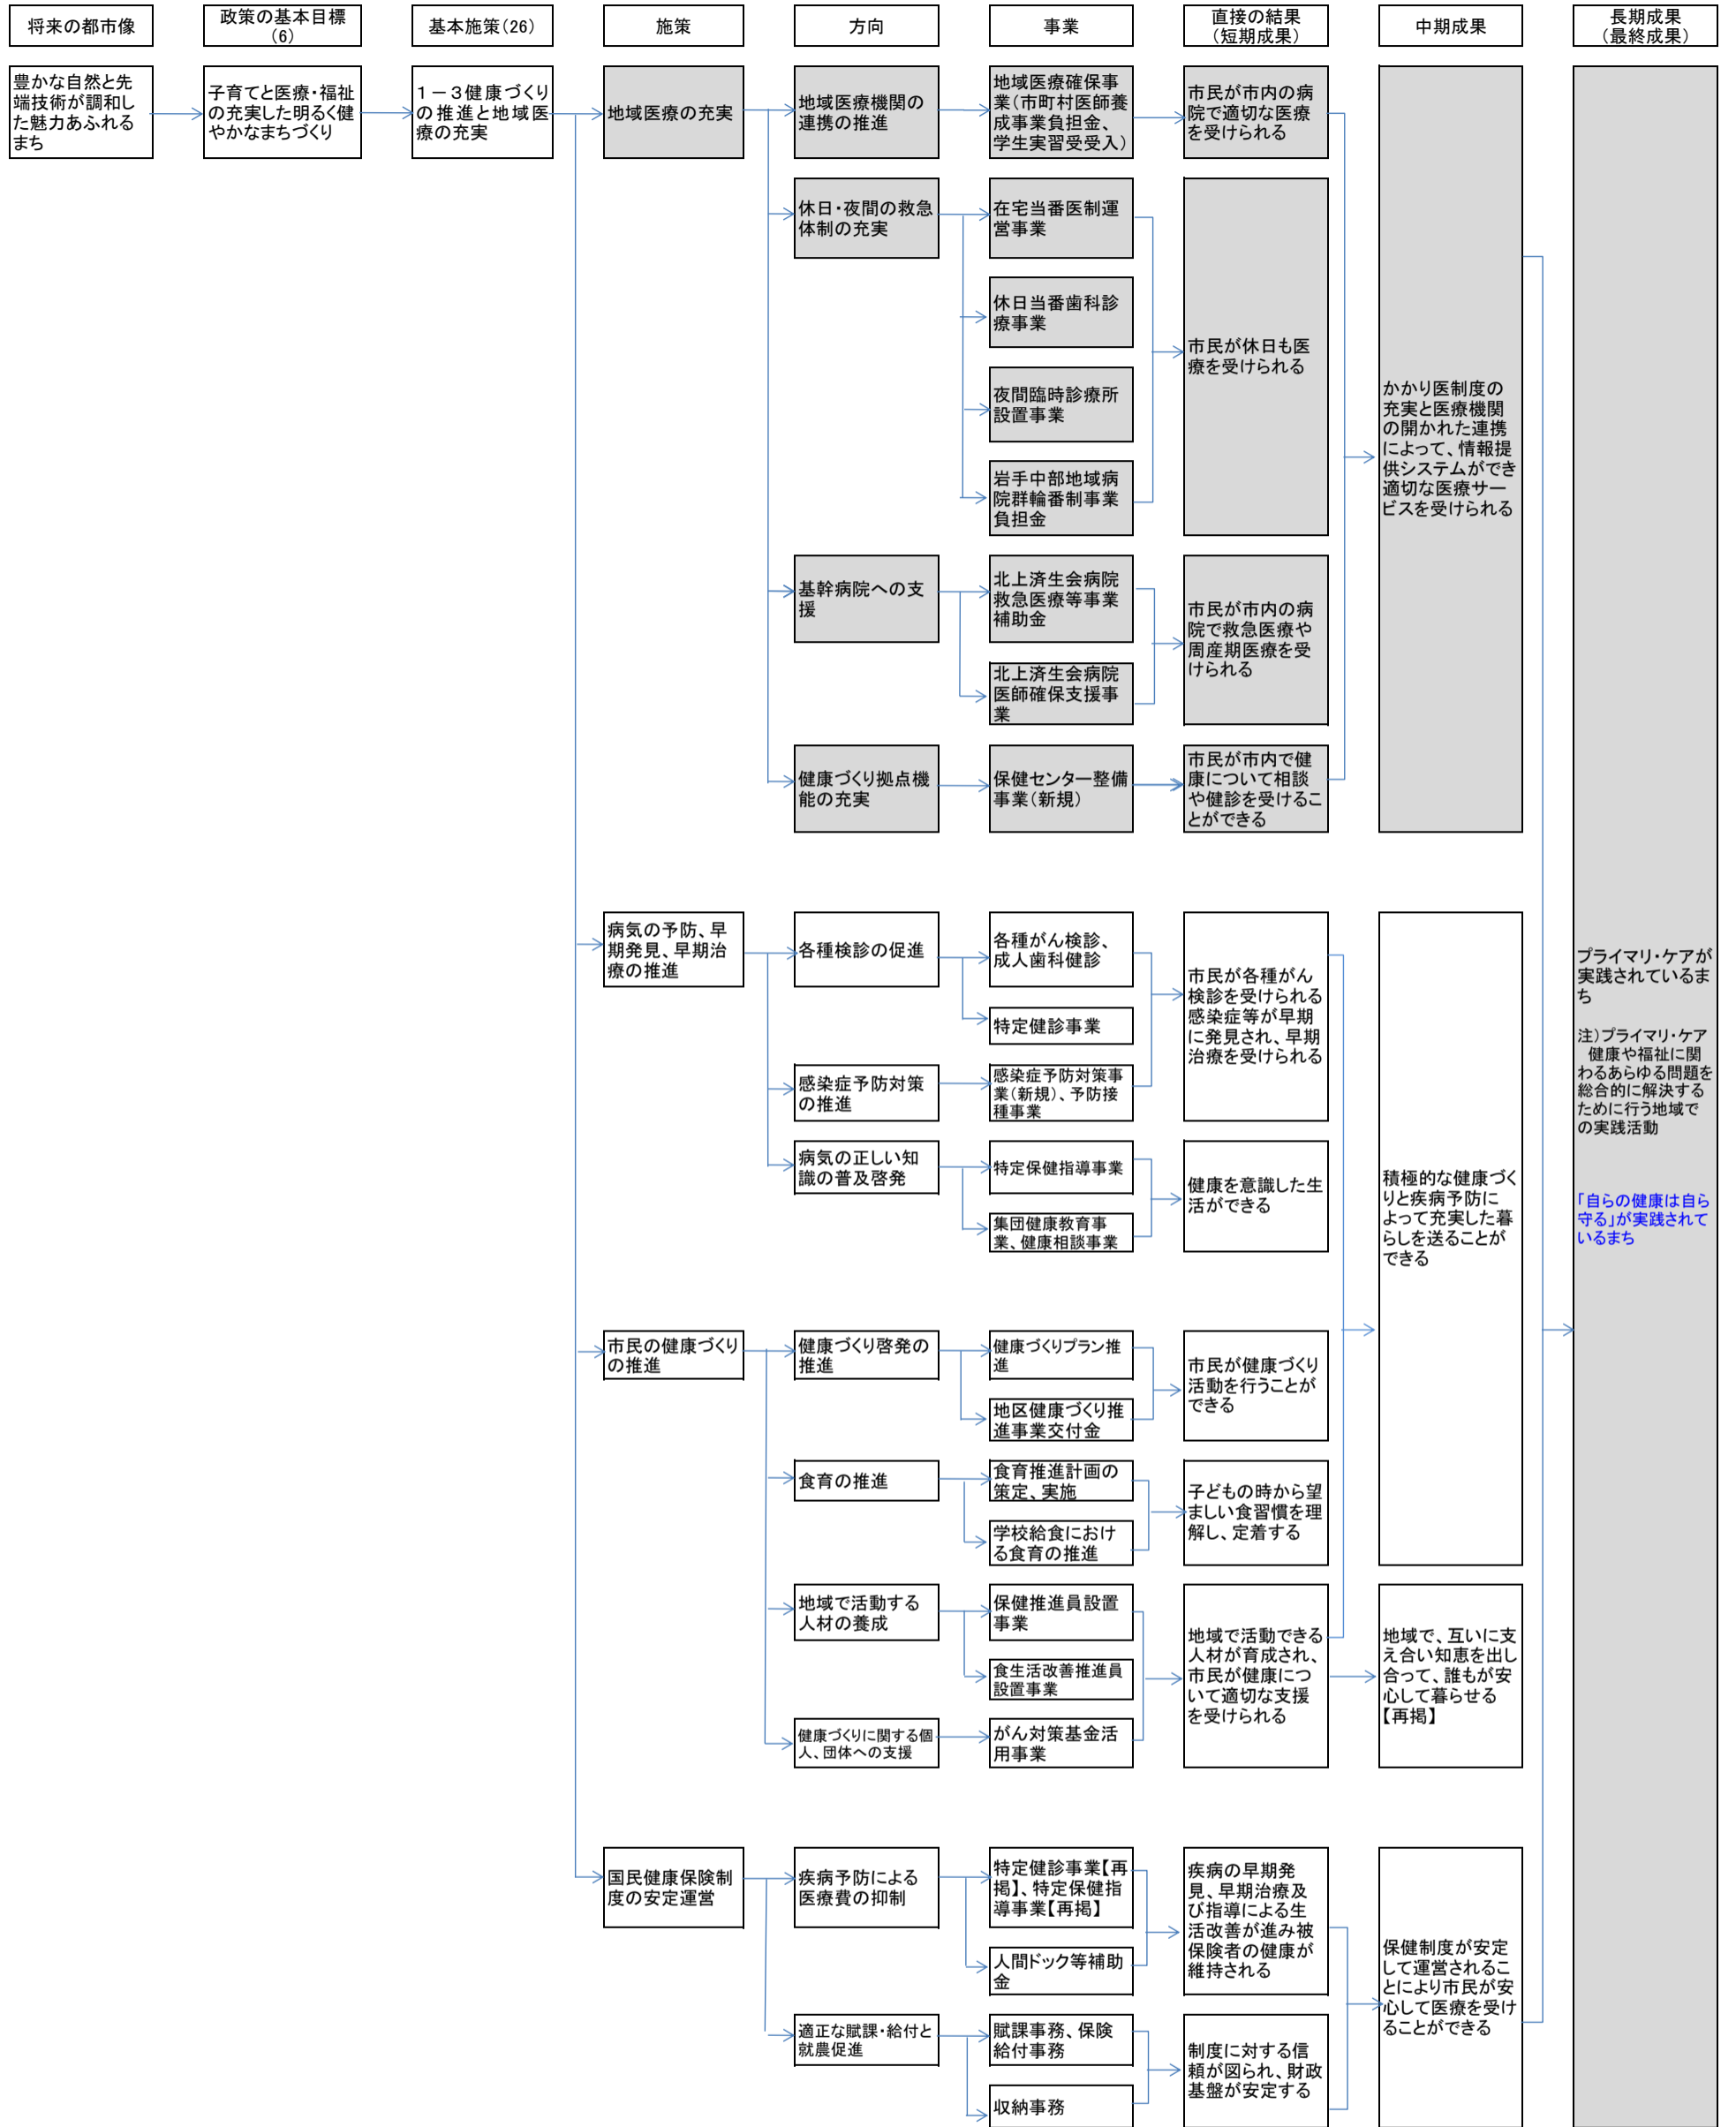 将来の都市像
政策の基本目標
(6)
基本施策(26)
施策
方向
事業
直接の結果
(短期成果)
中期成果
長期成果
(最終成果)
豊かな自然と先
端技術が調和し
た魅力あふれる
まち
子育てと医療・福祉
の充実した明るく健
やかなまちづくり
1-3健康づくり
の推進と地域医
療の充実
地域医療の充実
地域医療機関の
連携の推進
地域医療確保事
業(市町村医師養
成事業負担金、
学生実習受受入)
市民が市内の病
院で適切な医療
を受けられる
休日・夜間の救急
体制の充実
在宅当番医制運
営事業
休日当番歯科診
療事業
夜間臨時診療所
設置事業
岩手中部地域病
院群輪番制事業
負担金
市民が休日も医
療を受けられる
基幹病院への支
援
北上済生会病院
救急医療等事業
補助金
北上済生会病院
医師確保支援事
業
市民が市内の病
院で救急医療や
周産期医療を受
けられる
健康づくり拠点機
能の充実
保健センター整備
事業(新規)
市民が市内で健
康について相談
や健診を受けるこ
とができる
かかり医制度の
充実と医療機関
の開かれた連携
によって、情報提
供システムができ
適切な医療サー
ビスを受けられる
病気の予防、早
期発見、早期治
療の推進
各種検診の促進
各種がん検診、
成人歯科健診
特定健診事業
感染症予防対策
の推進
感染症予防対策事
業(新規)、予防接
種事業
市民が各種がん
検診を受けられる
感染症等が早期
に発見され、早期
治療を受けられる
病気の正しい知
識の普及啓発
特定保健指導事業
集団健康教育事
業、健康相談事業
健康を意識した生
活ができる
積極的な健康づく
りと疾病予防に
よって充実した暮
らしを送ることが
できる
プライマリ・ケアが
実践されているま
ち
注)プライマリ・ケア
健康や福祉に関
わるあらゆる問題を
総合的に解決する
ために行う地域で
の実践活動
「自らの健康は自ら
守る」が実践されて
いるまち
市民の健康づくり
の推進
健康づくり啓発の
推進
健康づくりプラン推
進
地区健康づくり推
進事業交付金
市民が健康づくり
活動を行うことが
できる
食育の推進
食育推進計画の
策定、実施
学校給食におけ
る食育の推進
子どもの時から望
ましい食習慣を理
解し、定着する
地域で活動する
人材の養成
保健推進員設置
事業
食生活改善推進員
設置事業
健康づくりに関する個
人、団体への支援
がん対策基金活
用事業
地域で活動できる
人材が育成され、
市民が健康につ
いて適切な支援
を受けられる
地域で、互いに支
え合い知恵を出し
合って、誰もが安
心して暮らせる
【再掲】
国民健康保険制
度の安定運営
疾病予防による
医療費の抑制
特定健診事業【再
掲】、特定保健指
導事業【再掲】
人間ドック等補助
金
疾病の早期発
見、早期治療及
び指導による生
活改善が進み被
保険者の健康が
維持される
適正な賦課・給付と
就農促進
賦課事務、保険
給付事務
収納事務
制度に対する信
頼が図られ、財政
基盤が安定する
保健制度が安定
して運営されるこ
とにより市民が安
心して医療を受け
ることができる